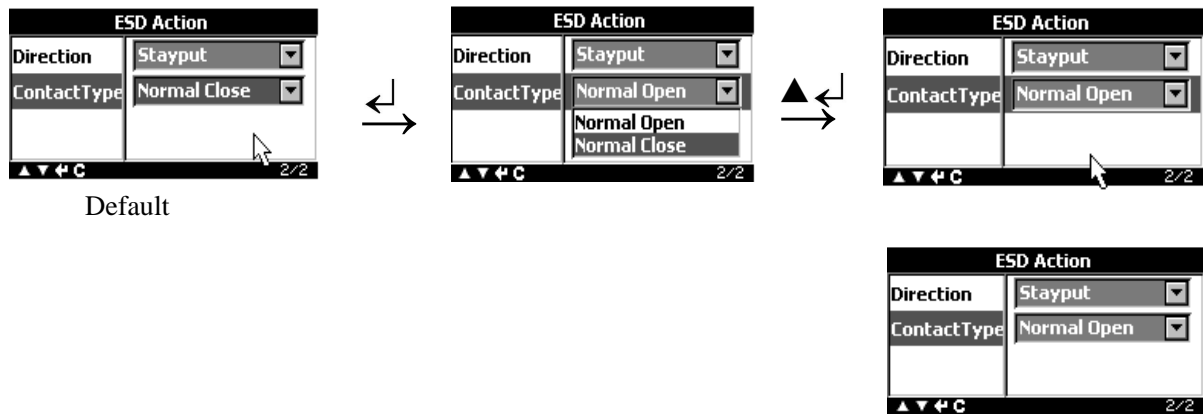 ESD Action
Direction Stayput
ContactType Normal Close
▲ ▼ ↵ C 2/2
Default
ESD Action
Direction Stayput
ContactType Normal Open
Normal Open
Normal Close
▲ ▼ ↵ C 2/2
ESD Action
Direction Stayput
ContactType Normal Open
▲ ▼ ↵ C 2/2
ESD Action
Direction Stayput
ContactType Normal Open
▲ ▼ ↵ C 2/2